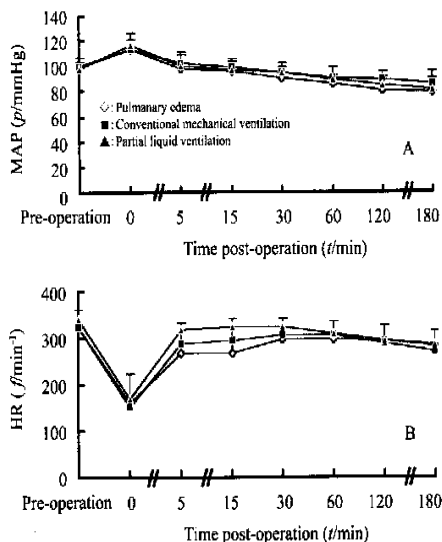 140
120
100
80
60
40
20
0
MAP (p/mmHg)
◇: Pulmanary edema
■: Conventional mechanical ventilation
▲: Partial liquid ventilation
A
Pre-operation 0 5 15 30 60 120 180
Time post-operation (t/min)
400
300
200
100
0
HR (f/min⁻¹)
B
Pre-operation 0 5 15 30 60 120 180
Time post-operation (t/min)